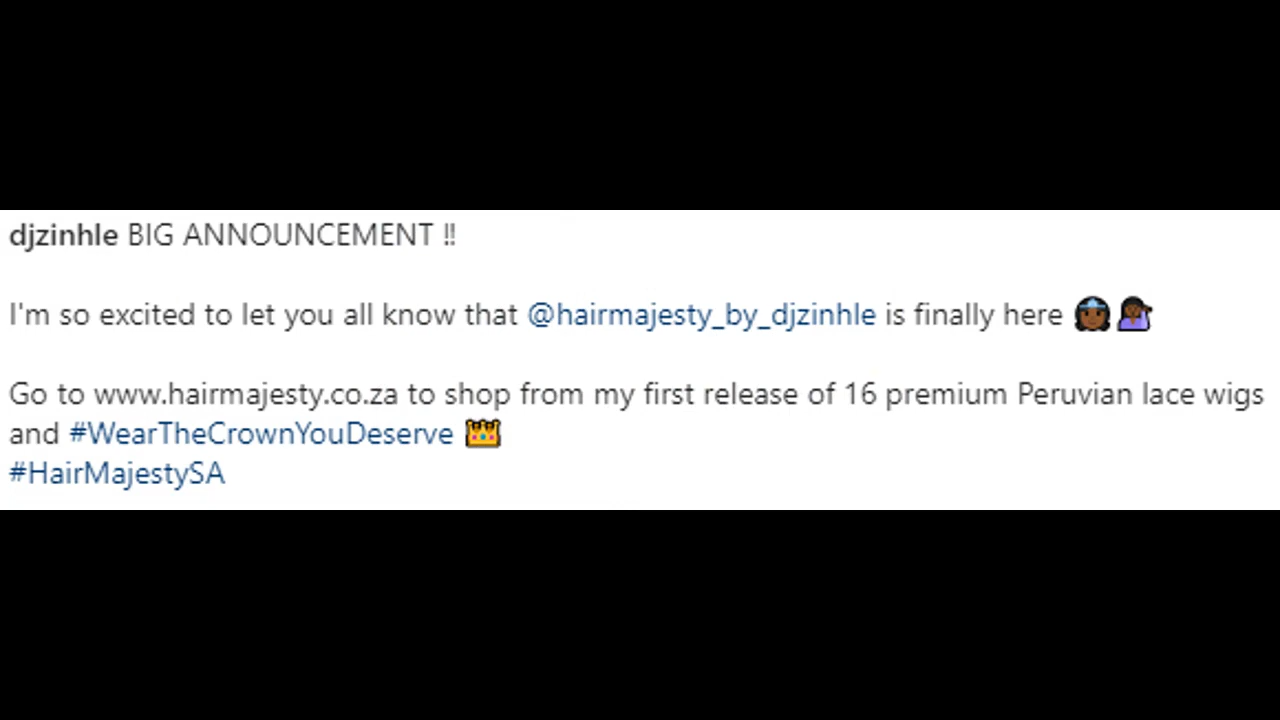 djzinhle BIG ANNOUNCEMENT ‼
I'm so excited to let you all know that @hairmajesty_by_djzinhle is finally here 👸🏾💁🏾‍♀️
Go to www.hairmajesty.co.za to shop from my first release of 16 premium Peruvian lace wigs
and #WearTheCrownYouDeserve 👑
#HairMajestySA